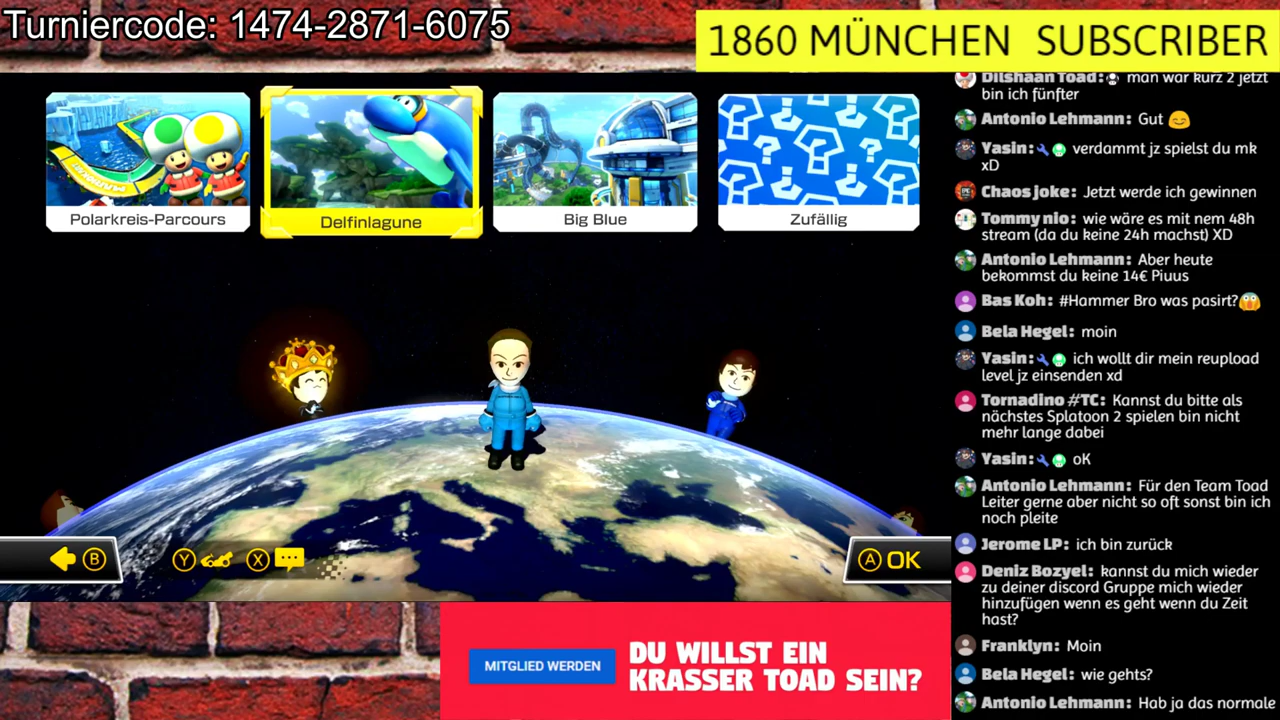 Turniercode: 1474-2871-6075
1860 MÜNCHEN SUBSCRIBER
Polarkreis-Parcours
Delfinlagune
Big Blue
Zufällig
B
Y
X
A OK
MITGLIED WERDEN
DU WILLST EIN
KRASSER TOAD SEIN?
Dilshaan Toad: man war kurz 2 jetzt
bin ich fünfter
Antonio Lehmann: Gut 😊
Yasin: verdammt jz spielst du mk
xD
Chaos joke: Jetzt werde ich gewinnen
Tommy nio: wie wäre es mit nem 48h
stream (da du keine 24h machst) XD
Antonio Lehmann: Aber heute
bekommst du keine 14€ Piuus
Bas Koh: #Hammer Bro was pasirt?😱
Bela Hegel: moin
Yasin: ich wollt dir mein reupload
level jz einsenden xd
Tornadino #TC: Kannst du bitte als
nächstes Splatoon 2 spielen bin nicht
mehr lange dabei
Yasin: oK
Antonio Lehmann: Für den Team Toad
Leiter gerne aber nicht so oft sonst bin ich
noch pleite
Jerome LP: ich bin zurück
Deniz Bozyel: kannst du mich wieder
zu deiner discord Gruppe mich wieder
hinzufügen wenn es geht wenn du Zeit
hast?
Franklyn: Moin
Bela Hegel: wie gehts?
Antonio Lehmann: Hab ja das normale